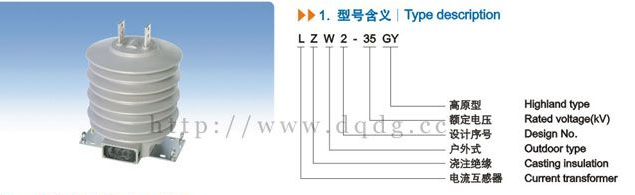 1. 型号含义 | Type description
L Z W 2 - 35 GY
高原型 Highland type
额定电压 Rated voltage(kV)
设计序号 Design No.
户外式 Outdoor type
浇注绝缘 Casting insulation
电流互感器 Current transformer
http://www.dqdg.cc